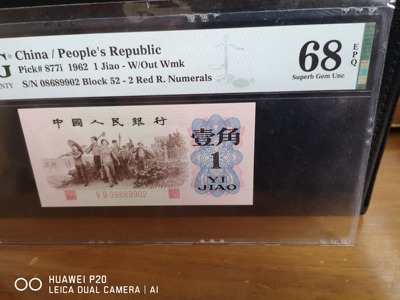 China / People's Republic
Pick# 877i 1962 1 Jiao - W/Out Wmk
S/N 08689902 Block 52 - 2 Red R. Numerals
68 EPQ
Superb Gem Unc
中國人民銀行
壹角
1
YI
JIAO
08689902
HUAWEI P20
LEICA DUAL CAMERA | AI